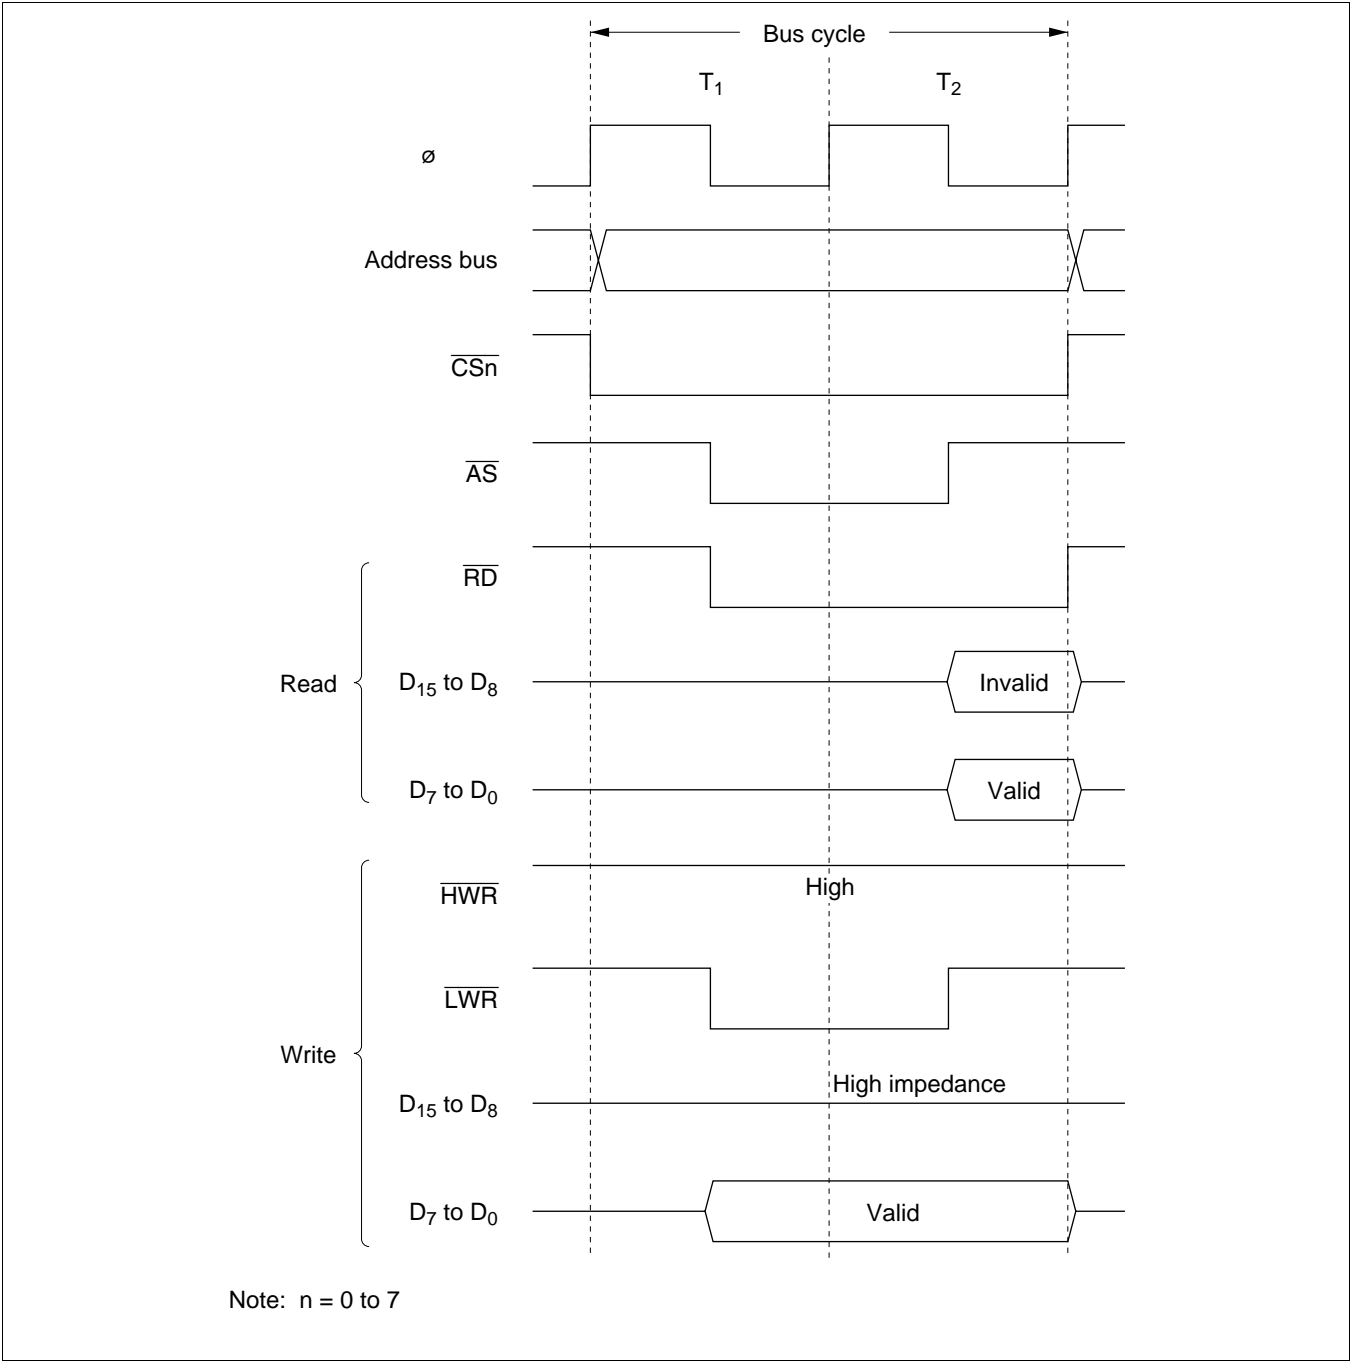 Bus cycle
T1 T2
ø
Address bus
CSn
AS
RD
Read
D15 to D8
Invalid
D7 to D0
Valid
HWR
High
LWR
Write
High impedance
D15 to D8
D7 to D0
Valid
Note: n = 0 to 7